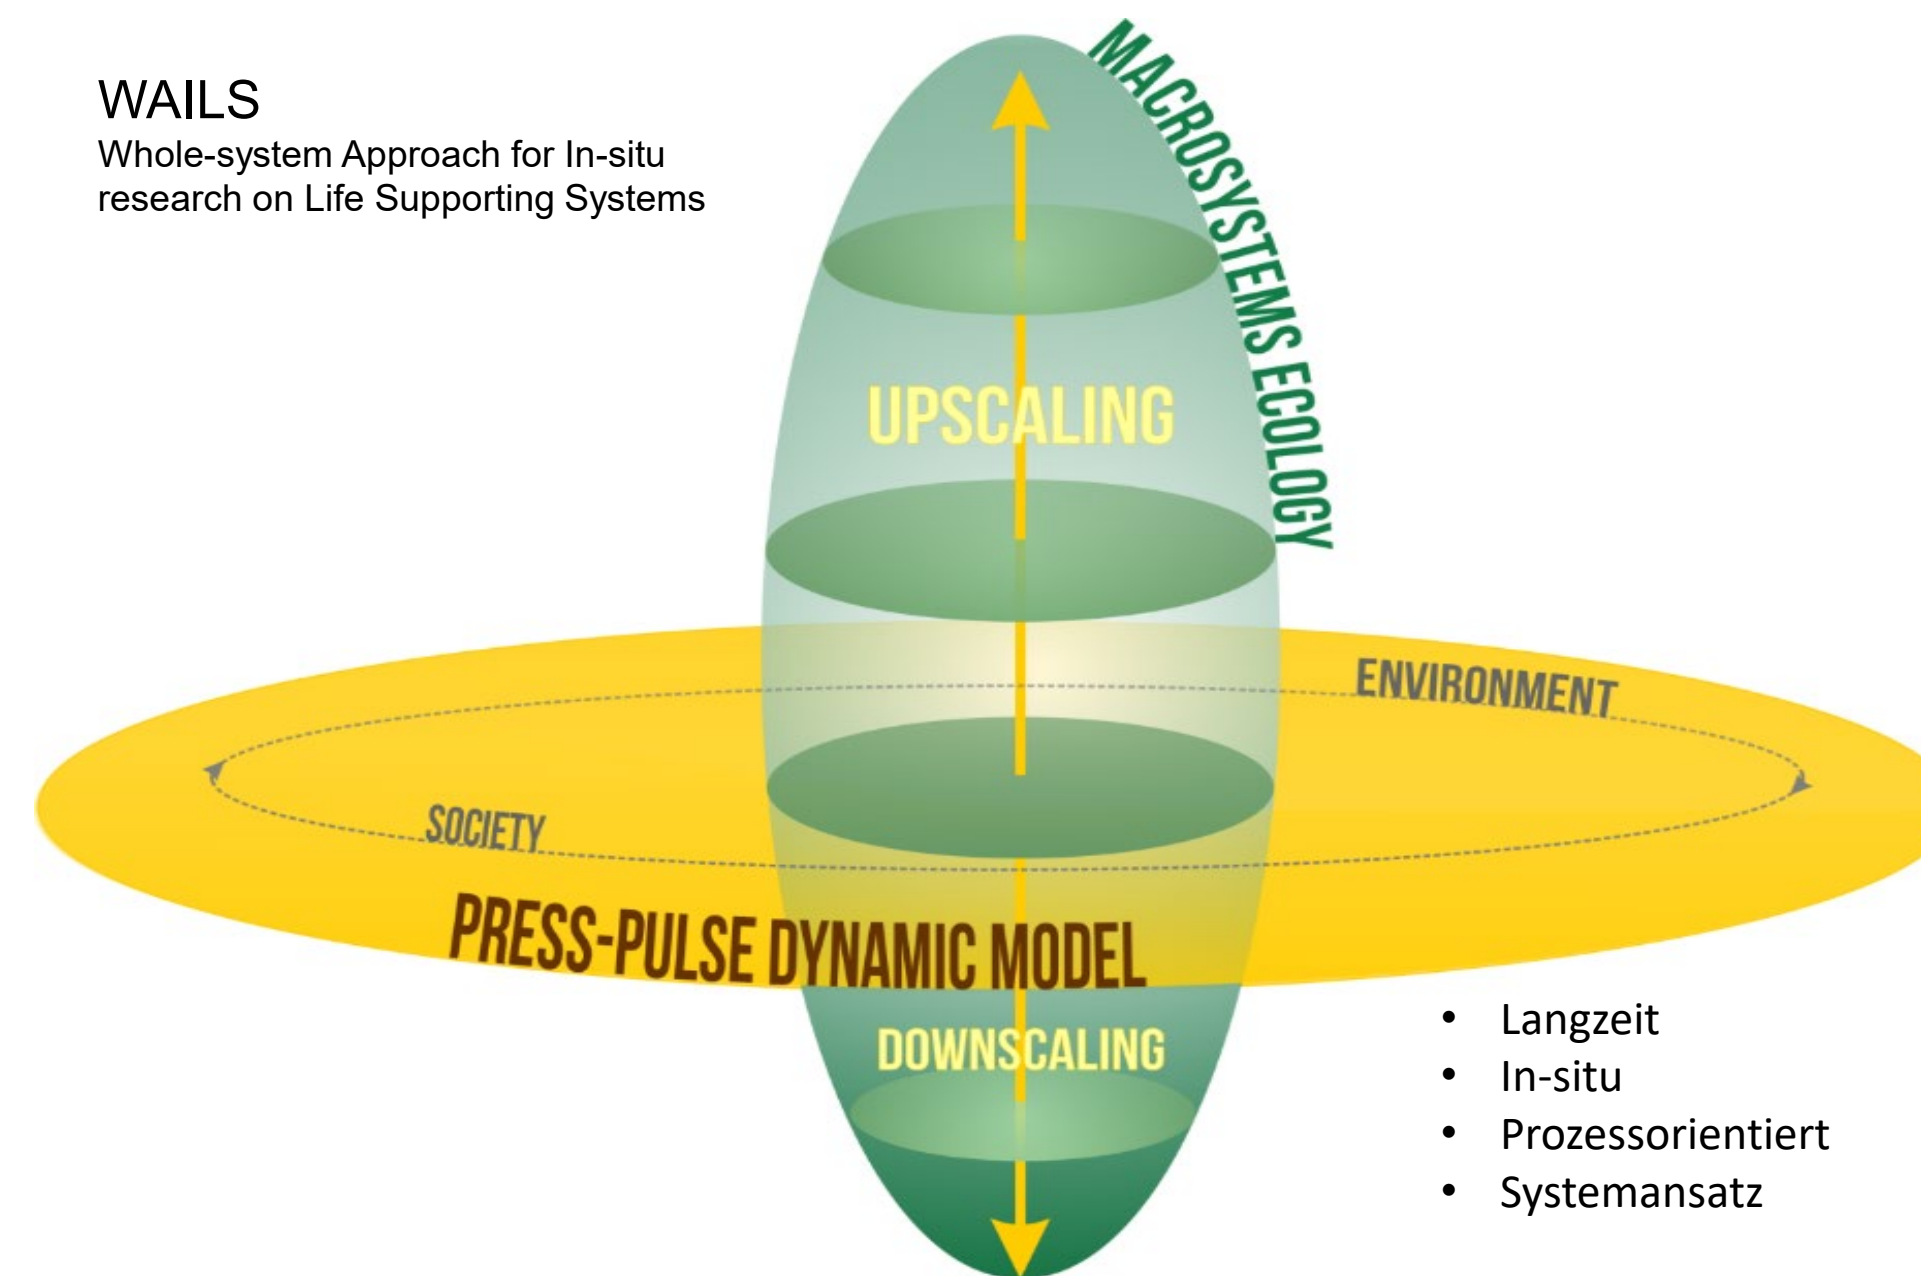 WAILS
Whole-system Approach for In-situ
research on Life Supporting Systems
MACROSYSTEMS ECOLOGY
UPSCALING
ENVIRONMENT
SOCIETY
PRESS-PULSE DYNAMIC MODEL
DOWNSCALING
• Langzeit
• In-situ
• Prozessorientiert
• Systemansatz